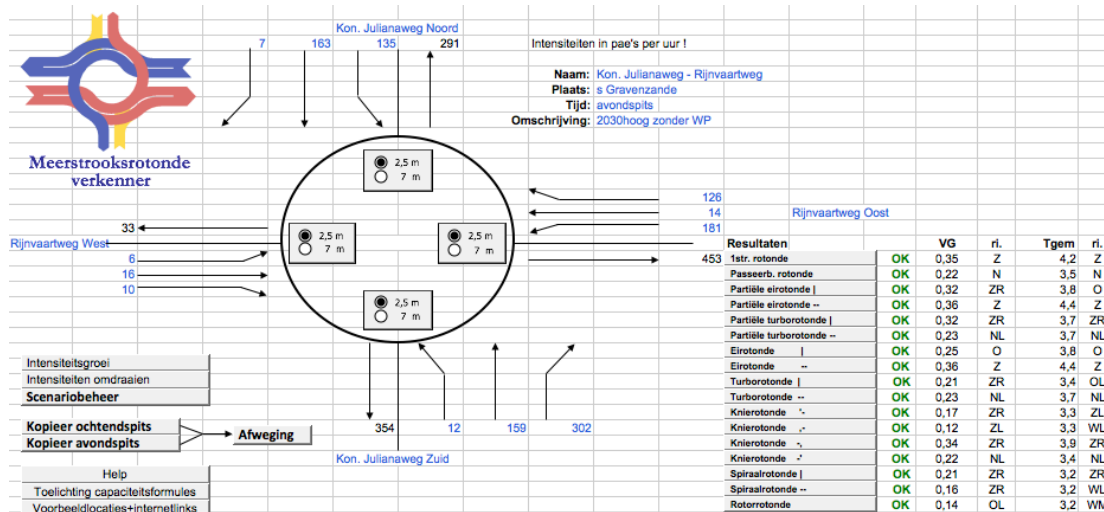 Kon. Julianaweg Noord
7 163 135 291
Intensiteiten in pae's per uur !
Naam: Kon. Julianaweg - Rijnvaartweg
Plaats: s Gravenzande
Tijd: avondspits
Omschrijving: 2030hoog zonder WP
Meerstrooksrotonde
verkenner
2,5 m
7 m
126
14 Rijnvaartweg Oost
181
453
33
Rijnvaartweg West
6
16
10
2,5 m
7 m
2,5 m
7 m
2,5 m
7 m
Resultaten VG ri. Tgem ri.
1str. rotonde OK 0,35 Z 4,2 Z
Passeerb. rotonde OK 0,22 N 3,5 N
Partiële eirotonde | OK 0,32 ZR 3,8 O
Partiële eirotonde -- OK 0,36 Z 4,4 Z
Partiële turborotonde | OK 0,32 ZR 3,7 ZR
Partiële turborotonde -- OK 0,23 NL 3,7 NL
Eirotonde | OK 0,25 O 3,8 O
Eirotonde -- OK 0,36 Z 4,4 Z
Turborotonde | OK 0,21 ZR 3,4 OL
Turborotonde -- OK 0,23 NL 3,7 NL
Knierotonde '- OK 0,17 ZR 3,3 ZL
Knierotonde ,- OK 0,12 ZL 3,3 WL
Knierotonde -, OK 0,34 ZR 3,9 ZR
Knierotonde -' OK 0,22 NL 3,4 NL
Spiraalrotonde | OK 0,21 ZR 3,2 ZR
Spiraalrotonde -- OK 0,16 ZR 3,2 WL
Rotorrotonde OK 0,14 OL 3,2 WM
Intensiteitsgroei
Intensiteiten omdraaien
Scenariobeheer
Kopieer ochtendspits
Kopieer avondspits
Afweging
354 12 159 302
Kon. Julianaweg Zuid
Help
Toelichting capaciteitsformules
Voorbeeldlocaties+internetlinks